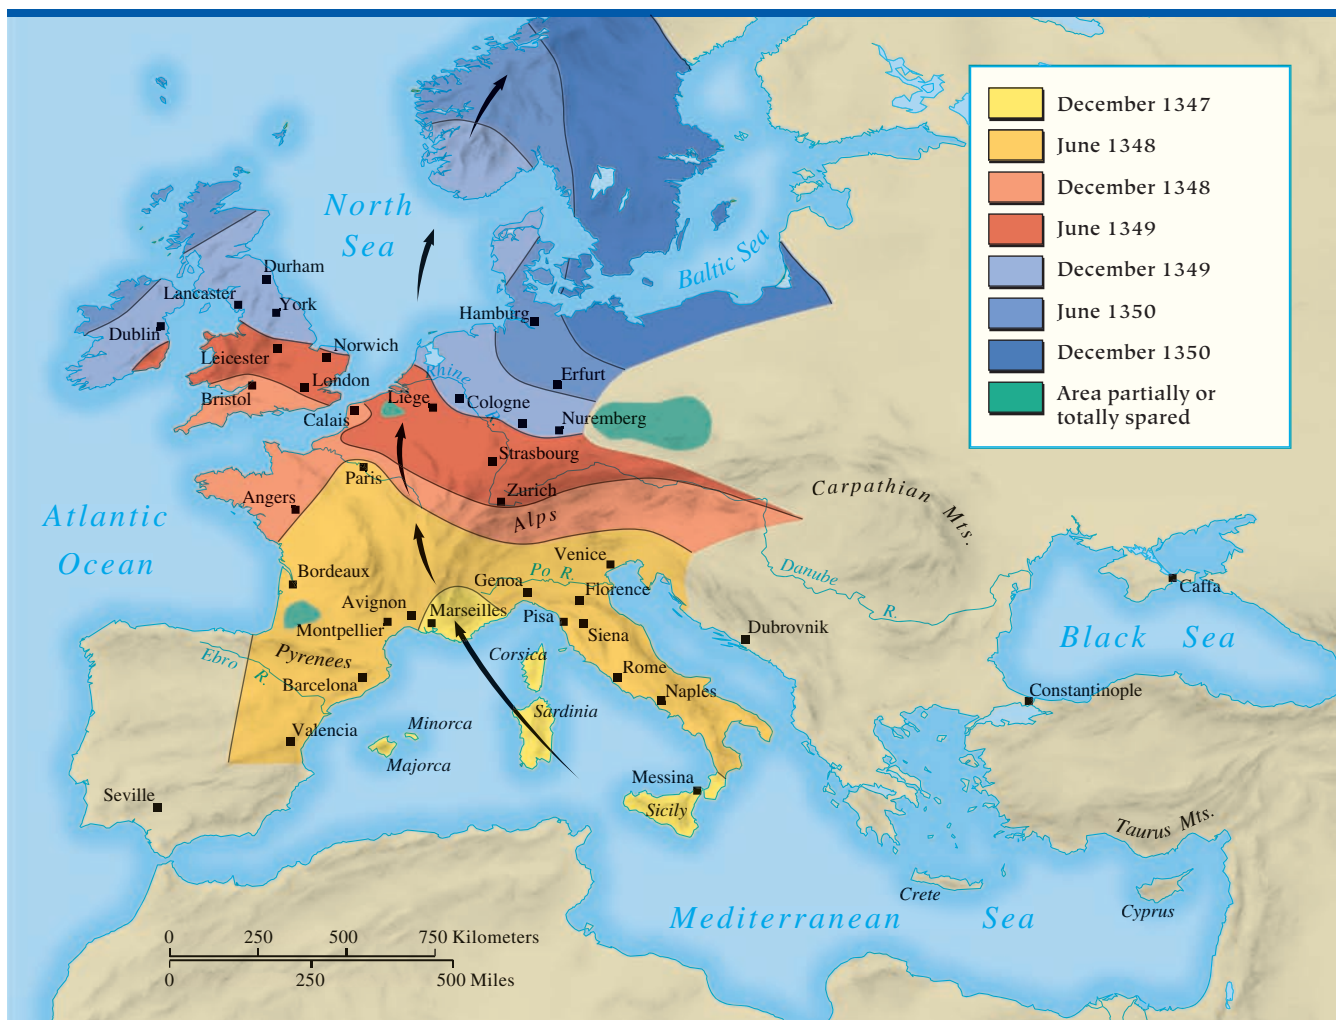 December 1347
June 1348
December 1348
June 1349
December 1349
June 1350
December 1350
Area partially or
totally spared
North
Sea
Baltic Sea
Durham
Lancaster
York
Dublin
Leicester
Norwich
London
Bristol
Calais
Hamburg
Erfurt
Rhine
R.
Liège
Cologne
Nuremberg
Strasbourg
Paris
Zurich
Angers
Alps
Carpathian Mts.
Atlantic
Ocean
Venice
Bordeaux
Genoa
Po R.
Florence
Danube
R.
Caffa
Avignon
Marseilles
Montpellier
Pisa
Siena
Dubrovnik
Black Sea
Ebro R.
Pyrenees
Corsica
Barcelona
Rome
Naples
Constantinople
Valencia
Minorca
Sardinia
Majorca
Messina
Sicily
Seville
Taurus Mts.
Crete
Cyprus
Mediterranean Sea
0 250 500 750 Kilometers
0 250 500 Miles